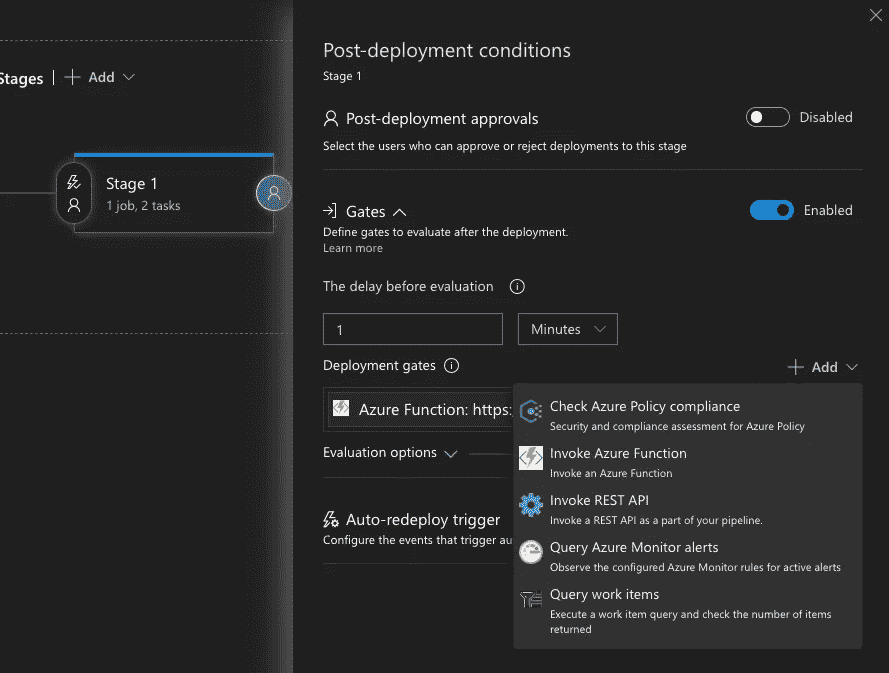 Post-deployment conditions
Stage 1
Stages | + Add
Stage 1
1 job, 2 tasks
Post-deployment approvals
Disabled
Select the users who can approve or reject deployments to this stage
Gates
Enabled
Define gates to evaluate after the deployment.
Learn more
The delay before evaluation
1
Minutes
Deployment gates
+ Add
Azure Function: https:
Evaluation options
Auto-redeploy trigger
Configure the events that trigger au
Check Azure Policy compliance
Security and compliance assessment for Azure Policy
Invoke Azure Function
Invoke an Azure Function
Invoke REST API
Invoke a REST API as a part of your pipeline.
Query Azure Monitor alerts
Observe the configured Azure Monitor rules for active alerts
Query work items
Execute a work item query and check the number of items
returned